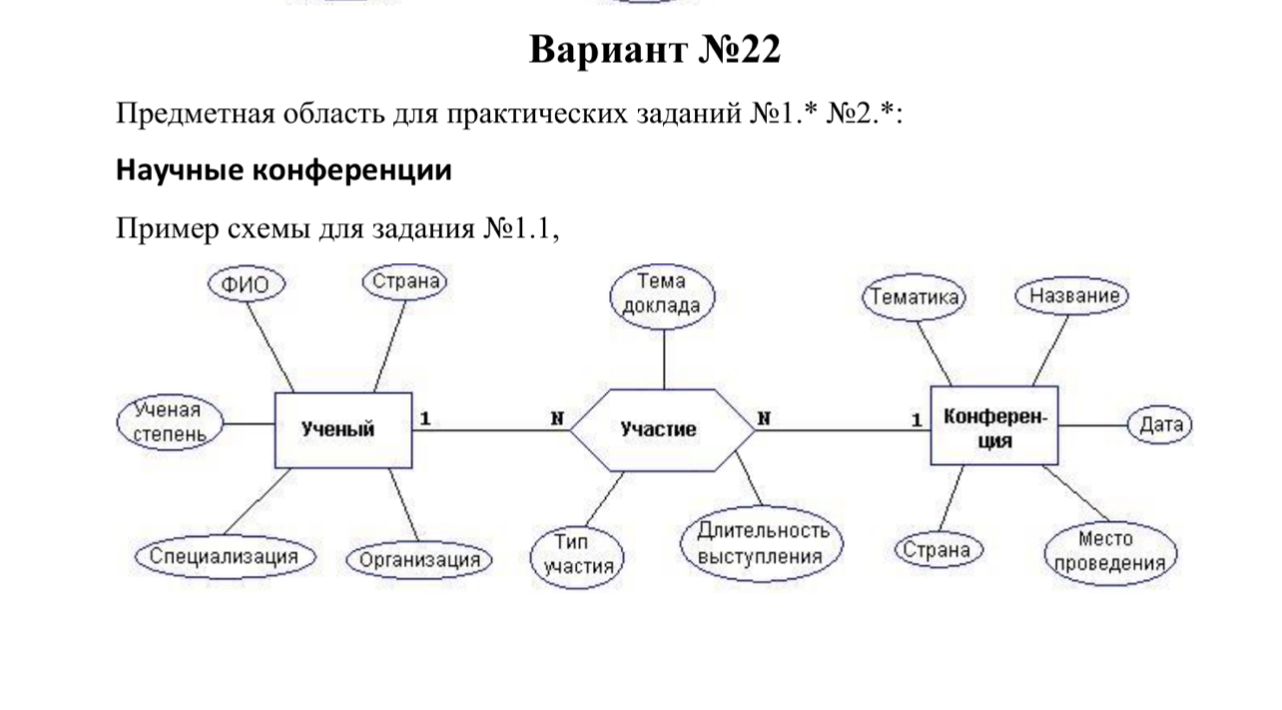 Вариант №22
Предметная область для практических заданий №1.* №2.*:
Научные конференции
Пример схемы для задания №1.1,
ФИО
Страна
Тема
доклада
Тематика
Название
Ученая
степень
Ученый
1
N
Участие
N
1
Конферен-
ция
Дата
Специализация
Организация
Тип
участия
Длительность
выступления
Страна
Место
проведения